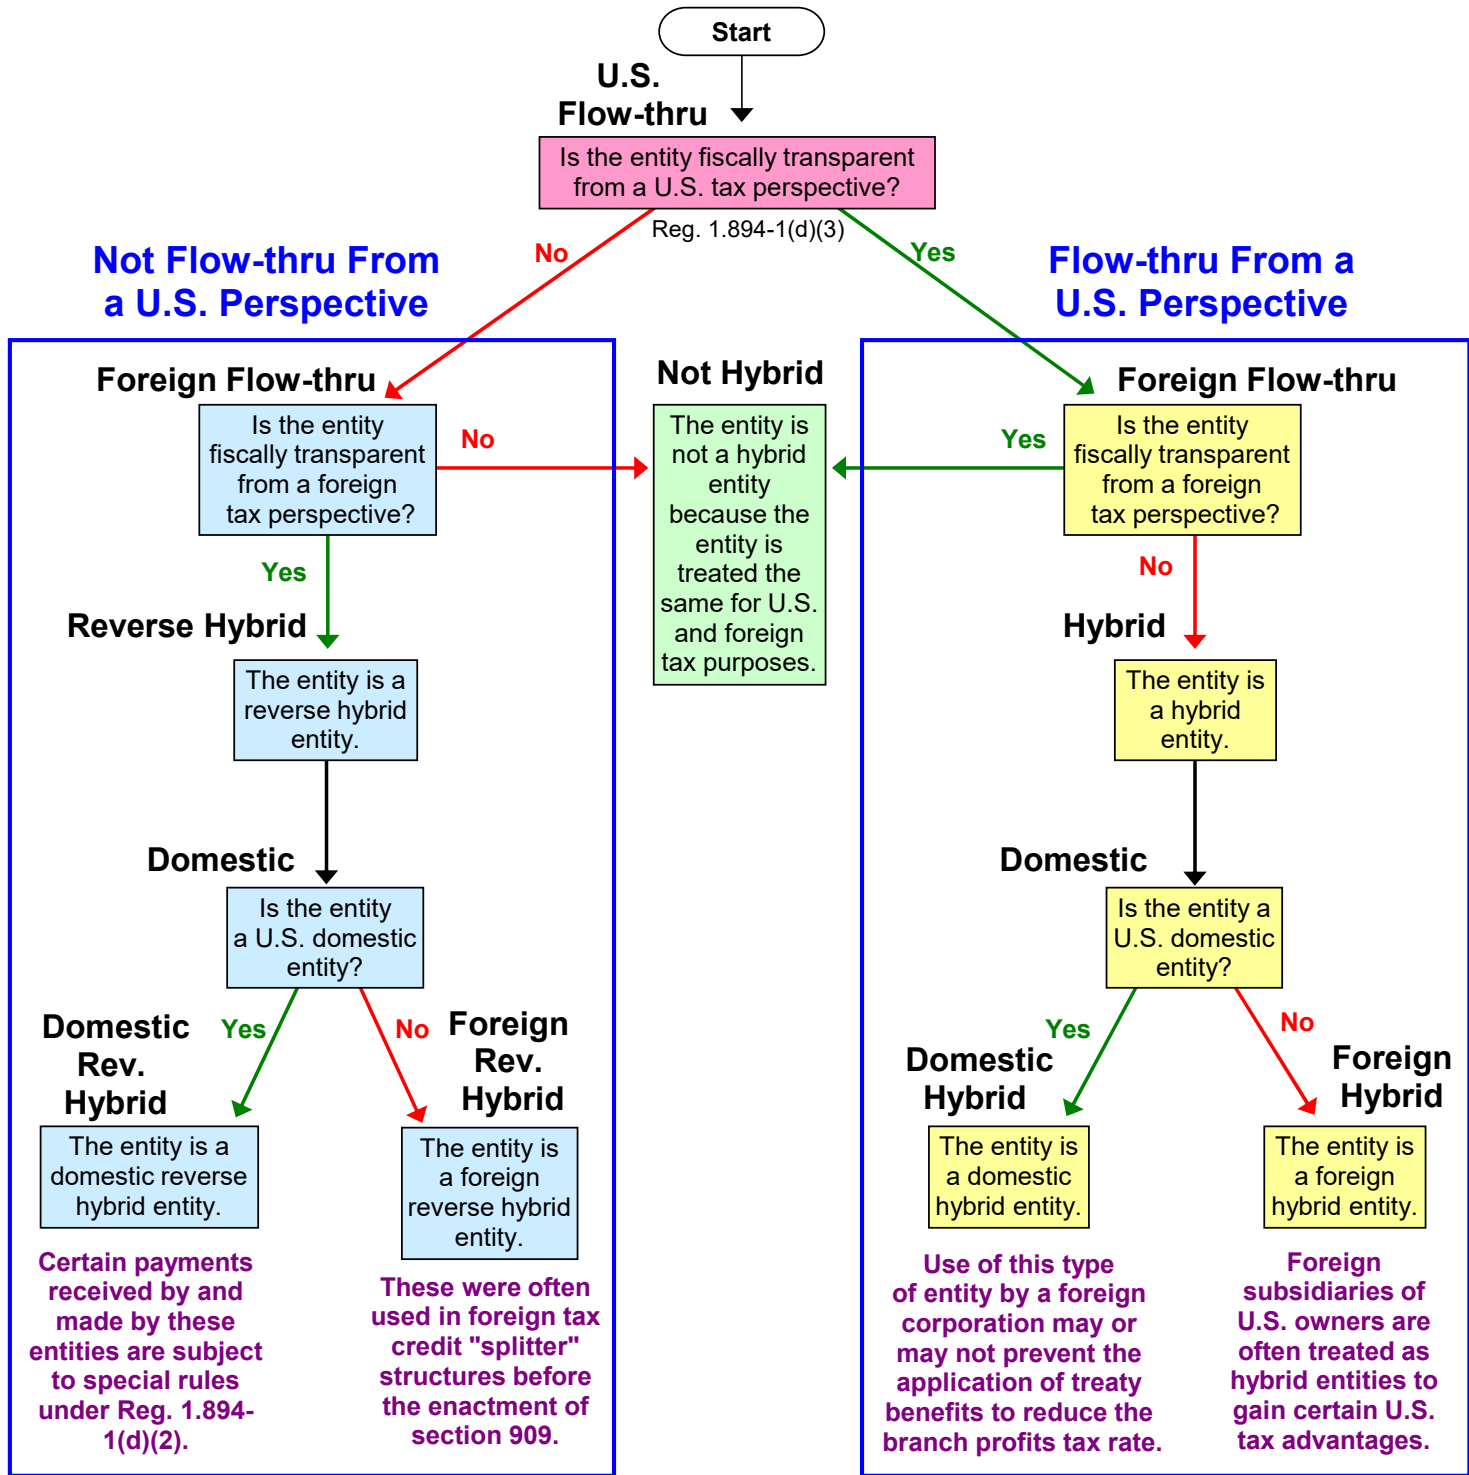 Start
U.S.
Flow-thru
Is the entity fiscally transparent
from a U.S. tax perspective?
Reg. 1.894-1(d)(3)
No
Yes
Not Flow-thru From
a U.S. Perspective
Flow-thru From a
U.S. Perspective
Foreign Flow-thru
Is the entity
fiscally transparent
from a foreign
tax perspective?
No
Yes
Not Hybrid
The entity is
not a hybrid
entity
because the
entity is
treated the
same for U.S.
and foreign
tax purposes.
Foreign Flow-thru
Is the entity
fiscally transparent
from a foreign
tax perspective?
Yes
No
Reverse Hybrid
The entity is a
reverse hybrid
entity.
Hybrid
The entity is
a hybrid
entity.
Domestic
Is the entity
a U.S. domestic
entity?
Yes
No
Domestic
Is the entity a
U.S. domestic
entity?
Yes
No
Domestic
Rev.
Hybrid
The entity is a
domestic reverse
hybrid entity.
Certain payments
received by and
made by these
entities are subject
to special rules
under Reg. 1.894-
1(d)(2).
Foreign
Rev.
Hybrid
The entity is
a foreign
reverse hybrid
entity.
These were often
used in foreign tax
credit "splitter"
structures before
the enactment of
section 909.
Domestic
Hybrid
The entity is
a domestic
hybrid entity.
Use of this type
of entity by a foreign
corporation may or
may not prevent the
application of treaty
benefits to reduce the
branch profits tax rate.
Foreign
Hybrid
The entity is
a foreign
hybrid entity.
Foreign
subsidiaries of
U.S. owners are
often treated as
hybrid entities to
gain certain U.S.
tax advantages.